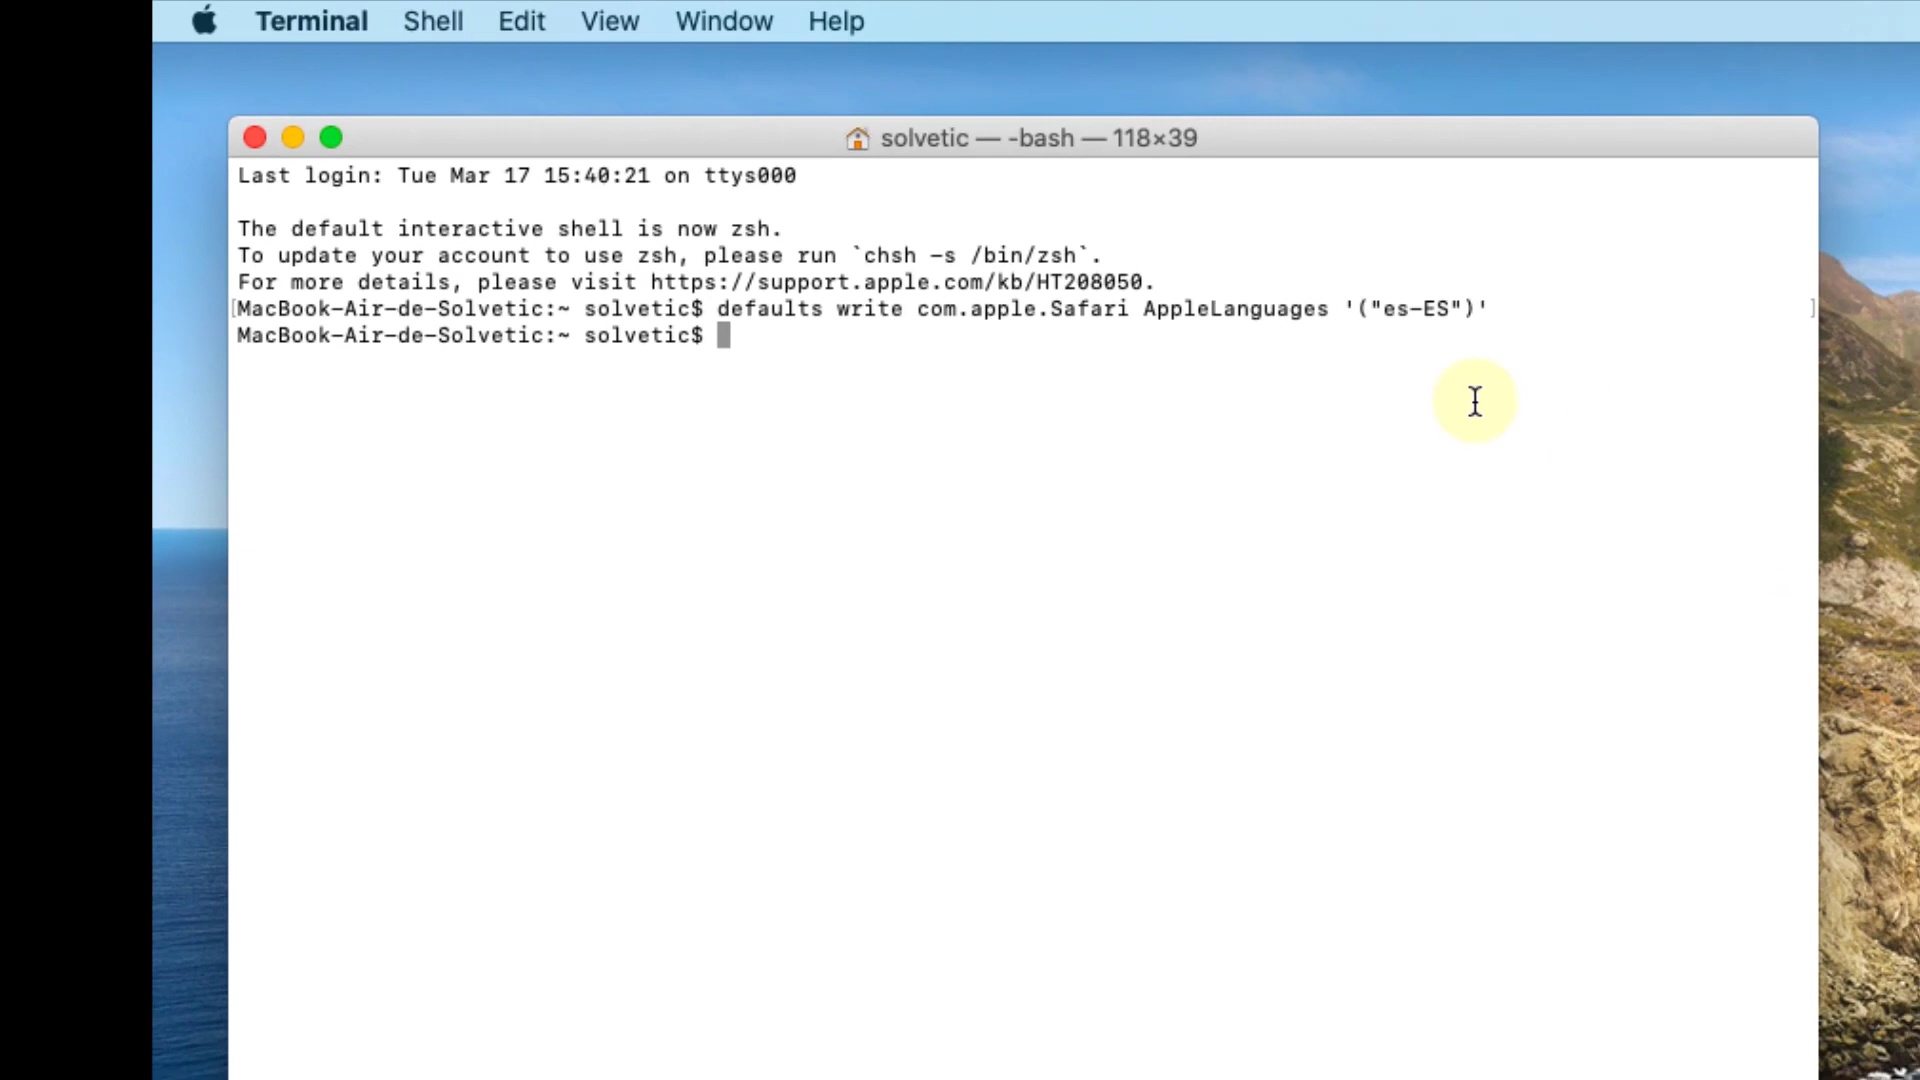 Terminal Shell Edit View Window Help
solvetic — -bash — 118×39
Last login: Tue Mar 17 15:40:21 on ttys000
The default interactive shell is now zsh.
To update your account to use zsh, please run `chsh -s /bin/zsh`.
For more details, please visit https://support.apple.com/kb/HT208050.
[MacBook-Air-de-Solvetic:~ solvetic$ defaults write com.apple.Safari AppleLanguages '("es-ES")' ]
MacBook-Air-de-Solvetic:~ solvetic$